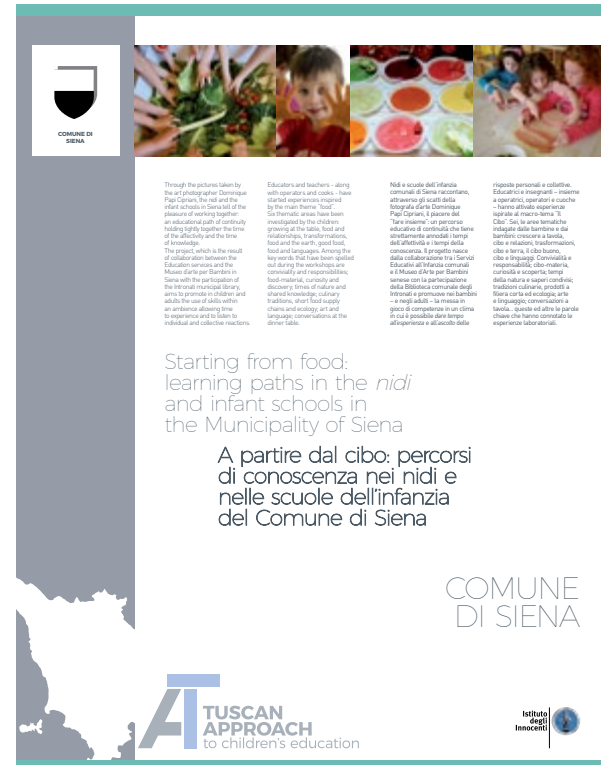 COMUNE DI
SIENA
Through the pictures taken by
the art photographer Dominique
Papi Cipriani, the nidi and the
infant schools in Siena tell of the
pleasure of working together:
an educational path of continuity
holding tightly together the time
of the affectivity and the time
of knowledge.
The project, which is the result
of collaboration between the
Education services and the
Museo d'arte per Bambini in
Siena with the participation of
the Intronati municipal library,
aims to promote in children and
adults the use of skills within
an ambience allowing time
to experience and to listen to
individual and collective reactions.
Educators and teachers - along
with operators and cooks - have
started experiences inspired
by the main theme "food".
Six thematic areas have been
investigated by the children:
growing at the table, food and
relationships, transformations,
food and the earth, good food,
food and languages. Among the
key words that have been spelled
out during the workshops are
conviviality and responsibilities;
food-material, curiosity and
discovery; times of nature and
shared knowledge; culinary
traditions, short food supply
chains and ecology; art and
language; conversations at the
dinner table.
Nidi e scuole dell'infanzia
comunali di Siena raccontano,
attraverso gli scatti della
fotografa d'arte Dominique
Papi Cipriani, il piacere del
"fare insieme": un percorso
educativo di continuità che tiene
strettamente annodati i tempi
dell'affettività e i tempi della
conoscenza. Il progetto nasce
dalla collaborazione tra i Servizi
Educativi all'Infanzia comunali
e il Museo d'Arte per Bambini
senese con la partecipazione
della Biblioteca comunale degli
Intronati e promuove nei bambini
– e negli adulti – la messa in
gioco di competenze in un clima
in cui è possibile dare tempo
all'esperienza e all'ascolto delle
risposte personali e collettive.
Educatrici e insegnanti – insieme
a operatrici, operatori e cuoche
– hanno attivato esperienze
ispirate al macro-tema "Il
Cibo". Sei, le aree tematiche
indagate dalle bambine e dai
bambini: crescere a tavola,
cibo e relazioni, trasformazioni,
cibo e terra, il cibo buono,
cibo e linguaggi. Convivialità e
responsabilità; cibo-materia,
curiosità e scoperta; tempi
della natura e saperi condivisi;
tradizioni culinarie, prodotti a
filiera corta ed ecologia; arte
e linguaggio; conversazioni a
tavola... queste ed altre le parole
chiave che hanno connotato le
esperienze laboratoriali.
Starting from food:
learning paths in the nidi
and infant schools in
the Municipality of Siena
A partire dal cibo: percorsi
di conoscenza nei nidi e
nelle scuole dell'infanzia
del Comune di Siena
COMUNE
DI SIENA
AT TUSCAN
APPROACH
to children's education
Istituto
degli
Innocenti